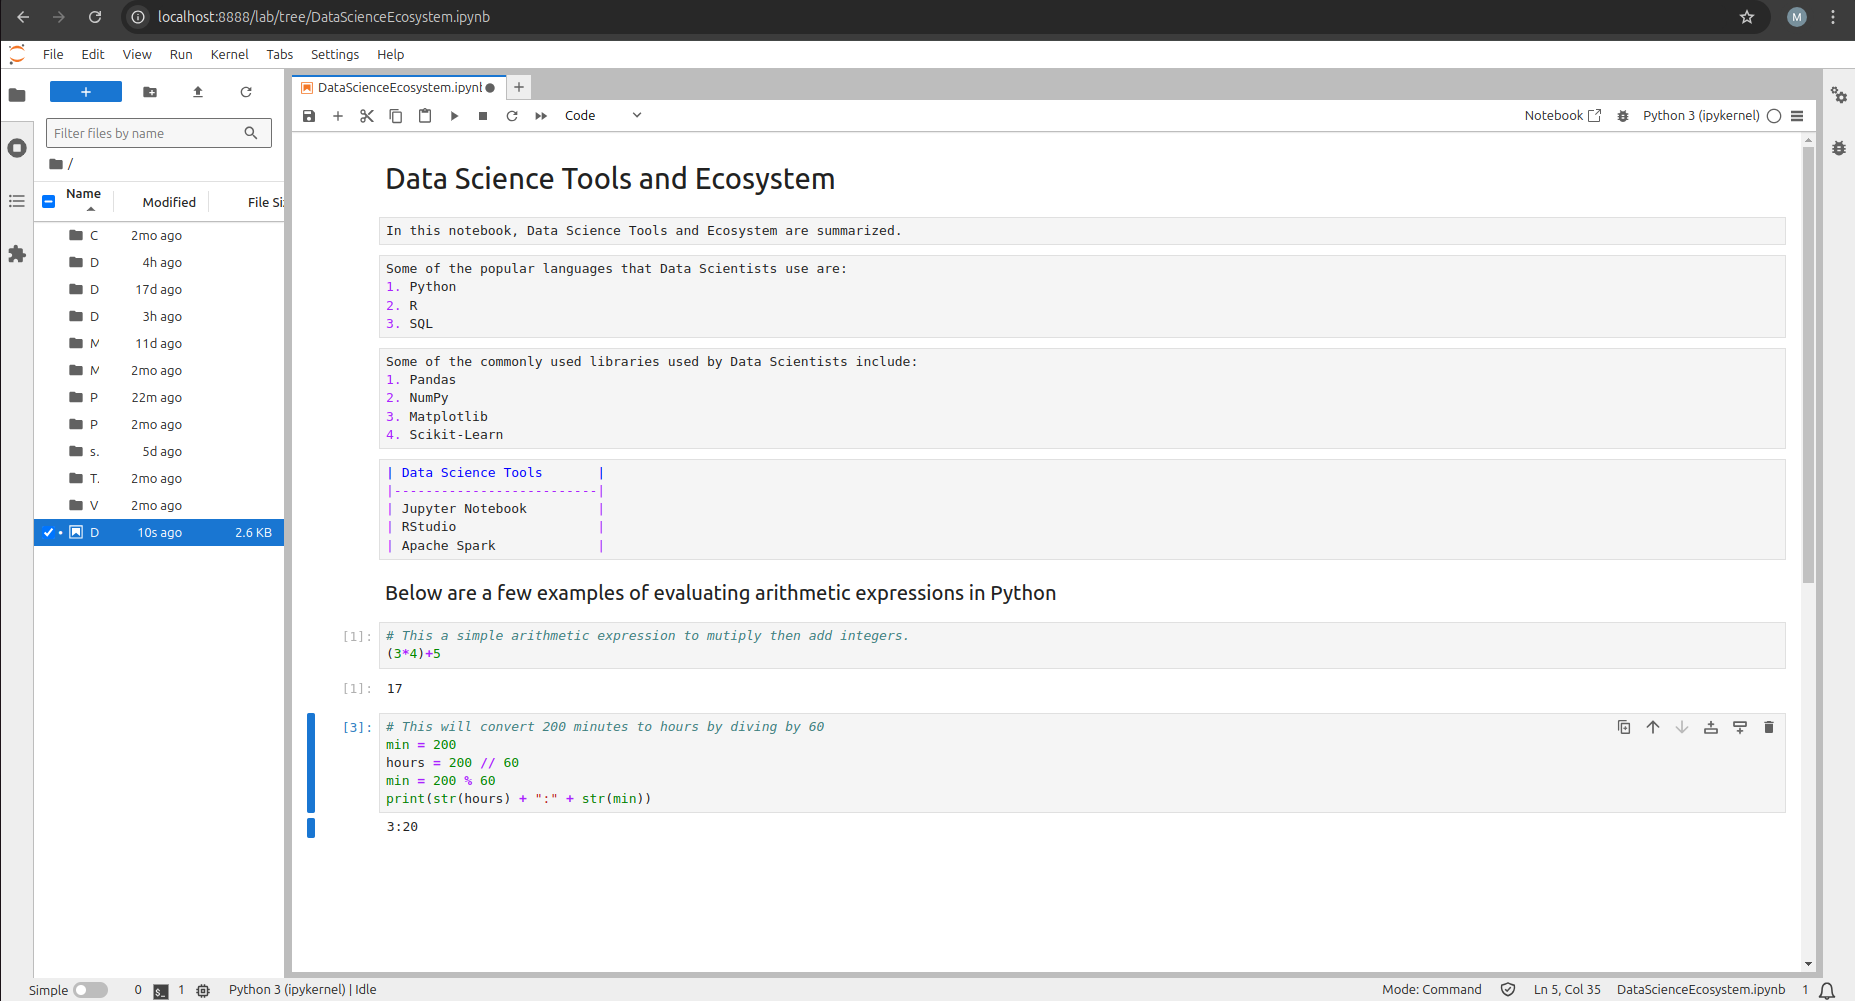 localhost:8888/lab/tree/DataScienceEcosystem.ipynb
M
File Edit View Run Kernel Tabs Settings Help
DataScienceEcosystem.ipynb
Code
Notebook
Python 3 (ipykernel)
Filter files by name
/
Name Modified File Si
C 2mo ago
D 4h ago
D 17d ago
D 3h ago
M 11d ago
M 2mo ago
P 22m ago
P 2mo ago
s. 5d ago
T. 2mo ago
V 2mo ago
D 10s ago 2.6 KB
Data Science Tools and Ecosystem
In this notebook, Data Science Tools and Ecosystem are summarized.
Some of the popular languages that Data Scientists use are:
1. Python
2. R
3. SQL
Some of the commonly used libraries used by Data Scientists include:
1. Pandas
2. NumPy
3. Matplotlib
4. Scikit-Learn
| Data Science Tools |
|--------------------------|
| Jupyter Notebook |
| RStudio |
| Apache Spark |
Below are a few examples of evaluating arithmetic expressions in Python
[1]: # This a simple arithmetic expression to mutiply then add integers.
(3*4)+5
[1]: 17
[3]: # This will convert 200 minutes to hours by diving by 60
min = 200
hours = 200 // 60
min = 200 % 60
print(str(hours) + ":" + str(min))
3:20
Simple 0 $_ 1 Python 3 (ipykernel) | Idle
Mode: Command Ln 5, Col 35 DataScienceEcosystem.ipynb 1